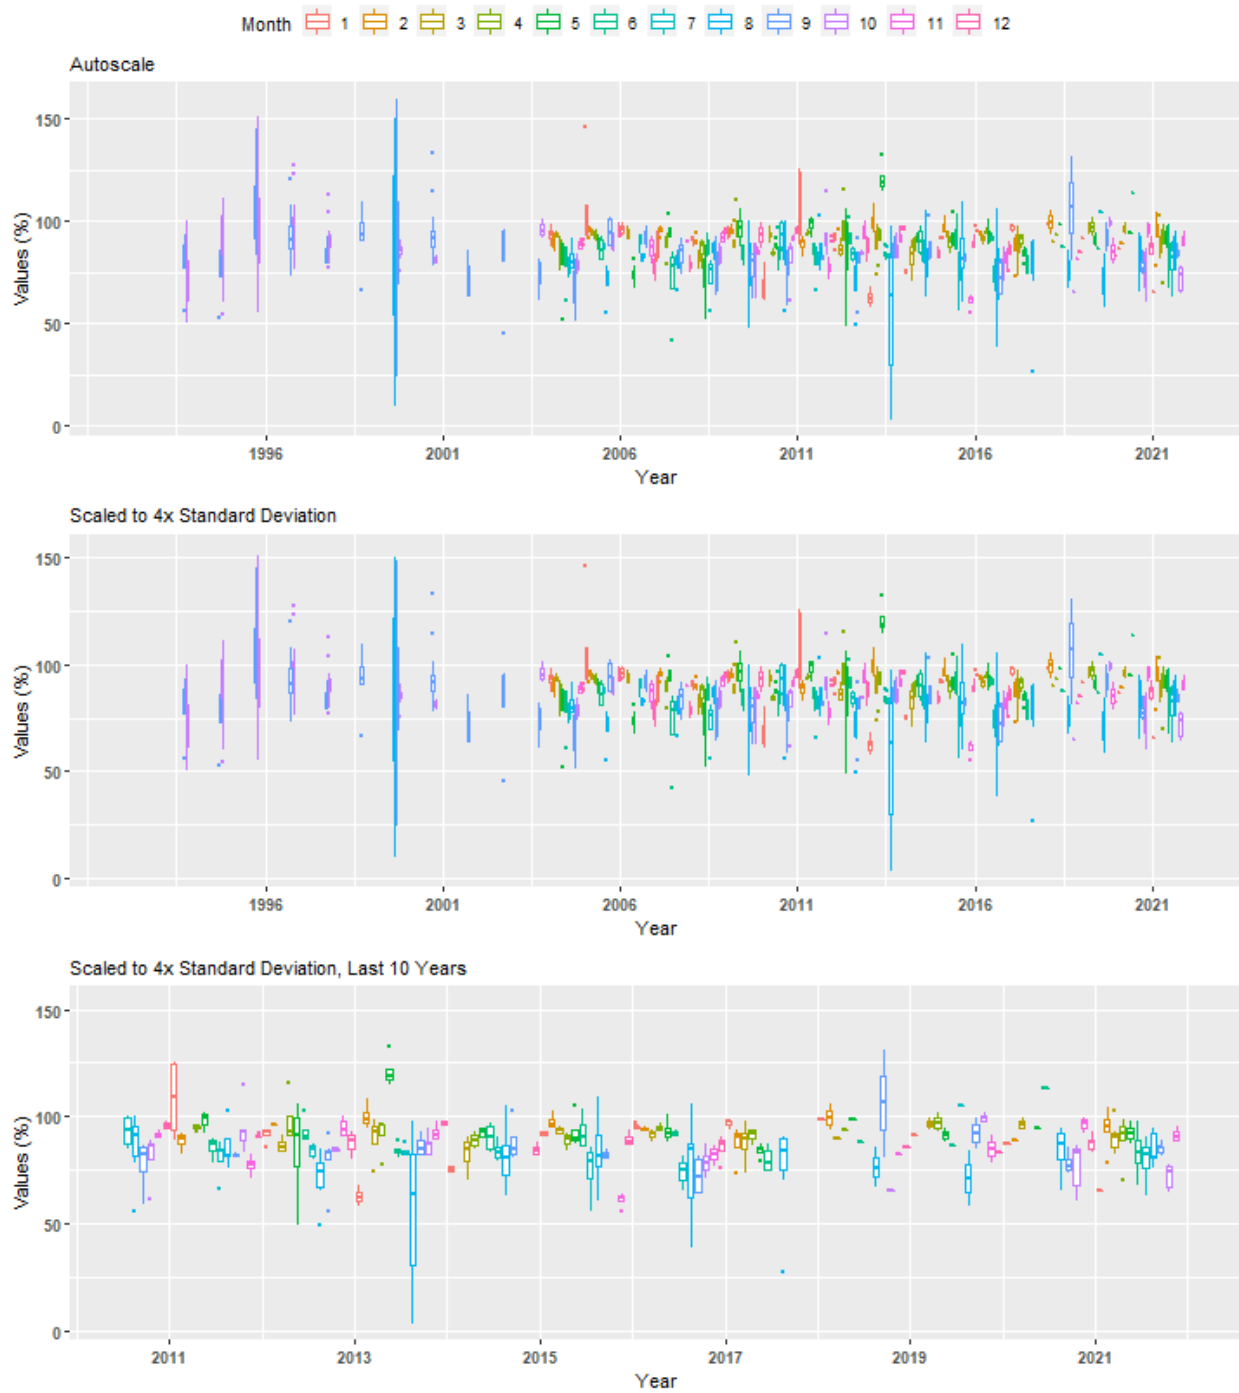 Month 1 2 3 4 5 6 7 8 9 10 11 12
Autoscale
Values (%)
150
100
50
0
1996 2001 2006 2011 2016 2021
Year
Scaled to 4x Standard Deviation
Values (%)
150
100
50
0
1996 2001 2006 2011 2016 2021
Year
Scaled to 4x Standard Deviation, Last 10 Years
Values (%)
150
100
50
0
2011 2013 2015 2017 2019 2021
Year